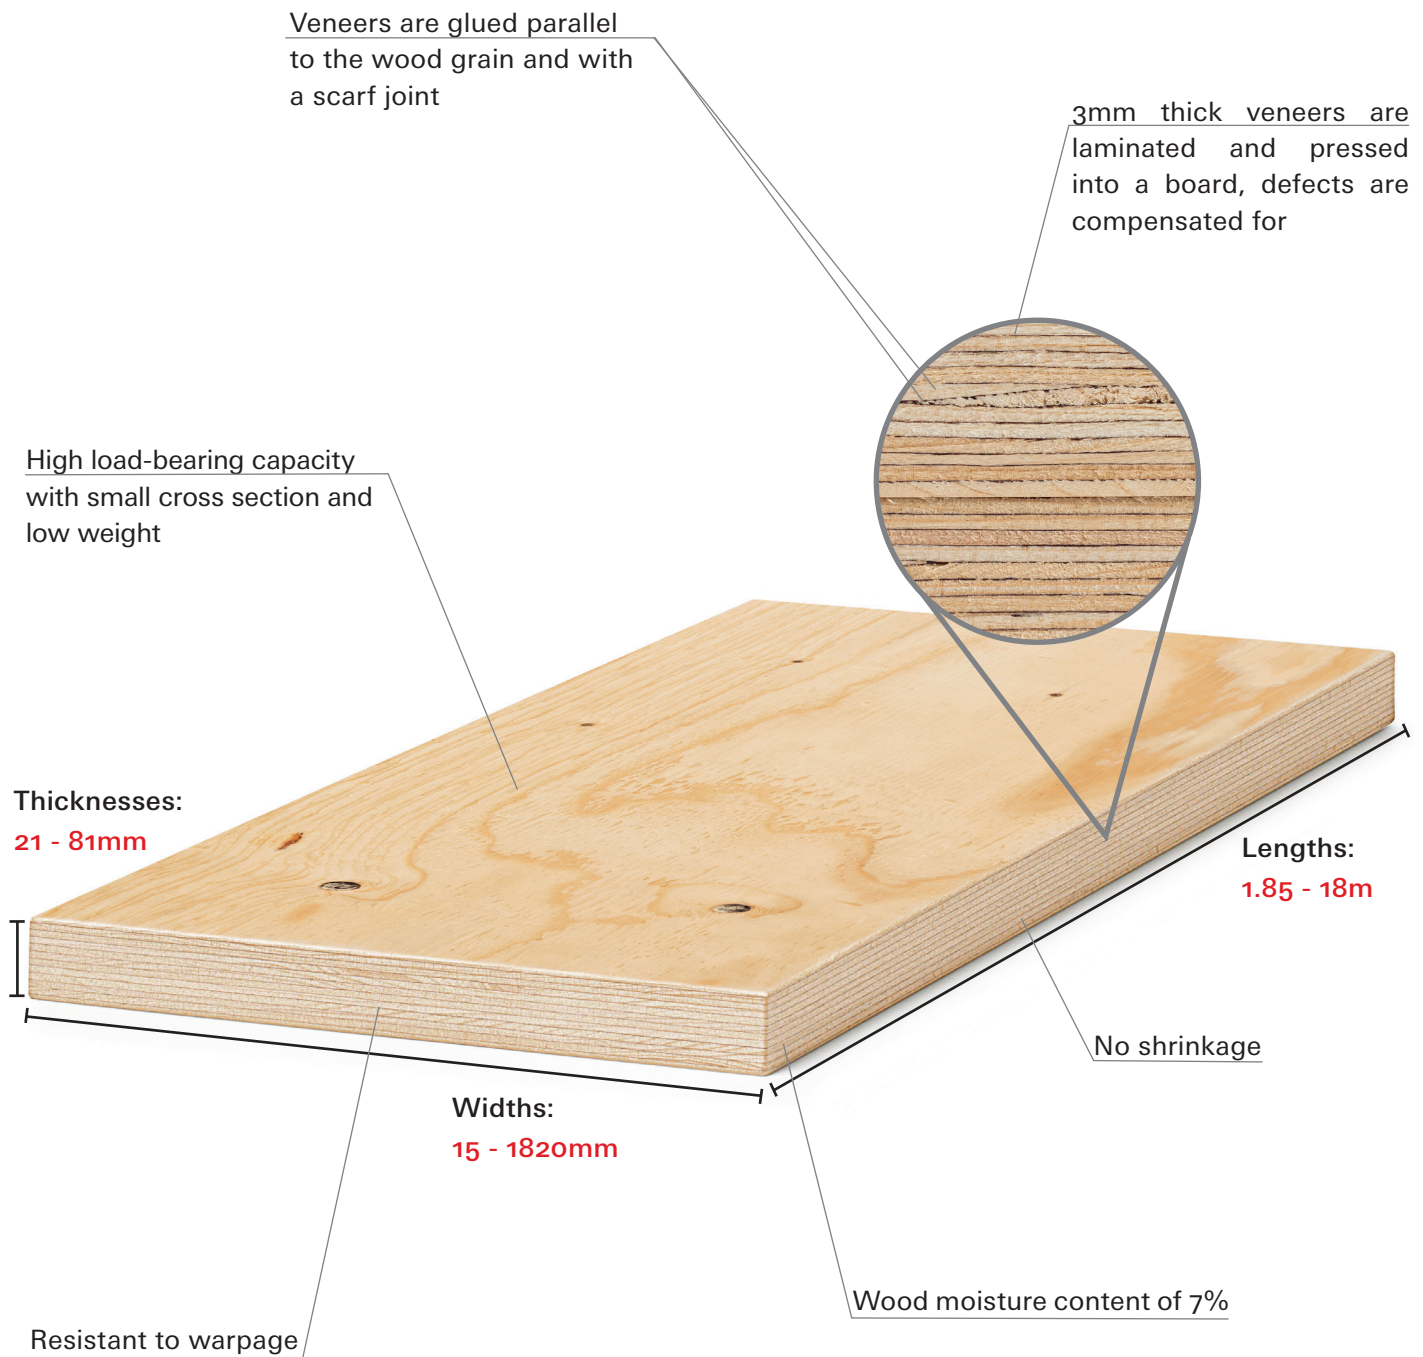 Veneers are glued parallel
to the wood grain and with
a scarf joint
3mm thick veneers are
laminated and pressed
into a board, defects are
compensated for
High load-bearing capacity
with small cross section and
low weight
Thicknesses:
21 - 81mm
Lengths:
1.85 - 18m
No shrinkage
Widths:
15 - 1820mm
Wood moisture content of 7%
Resistant to warpage